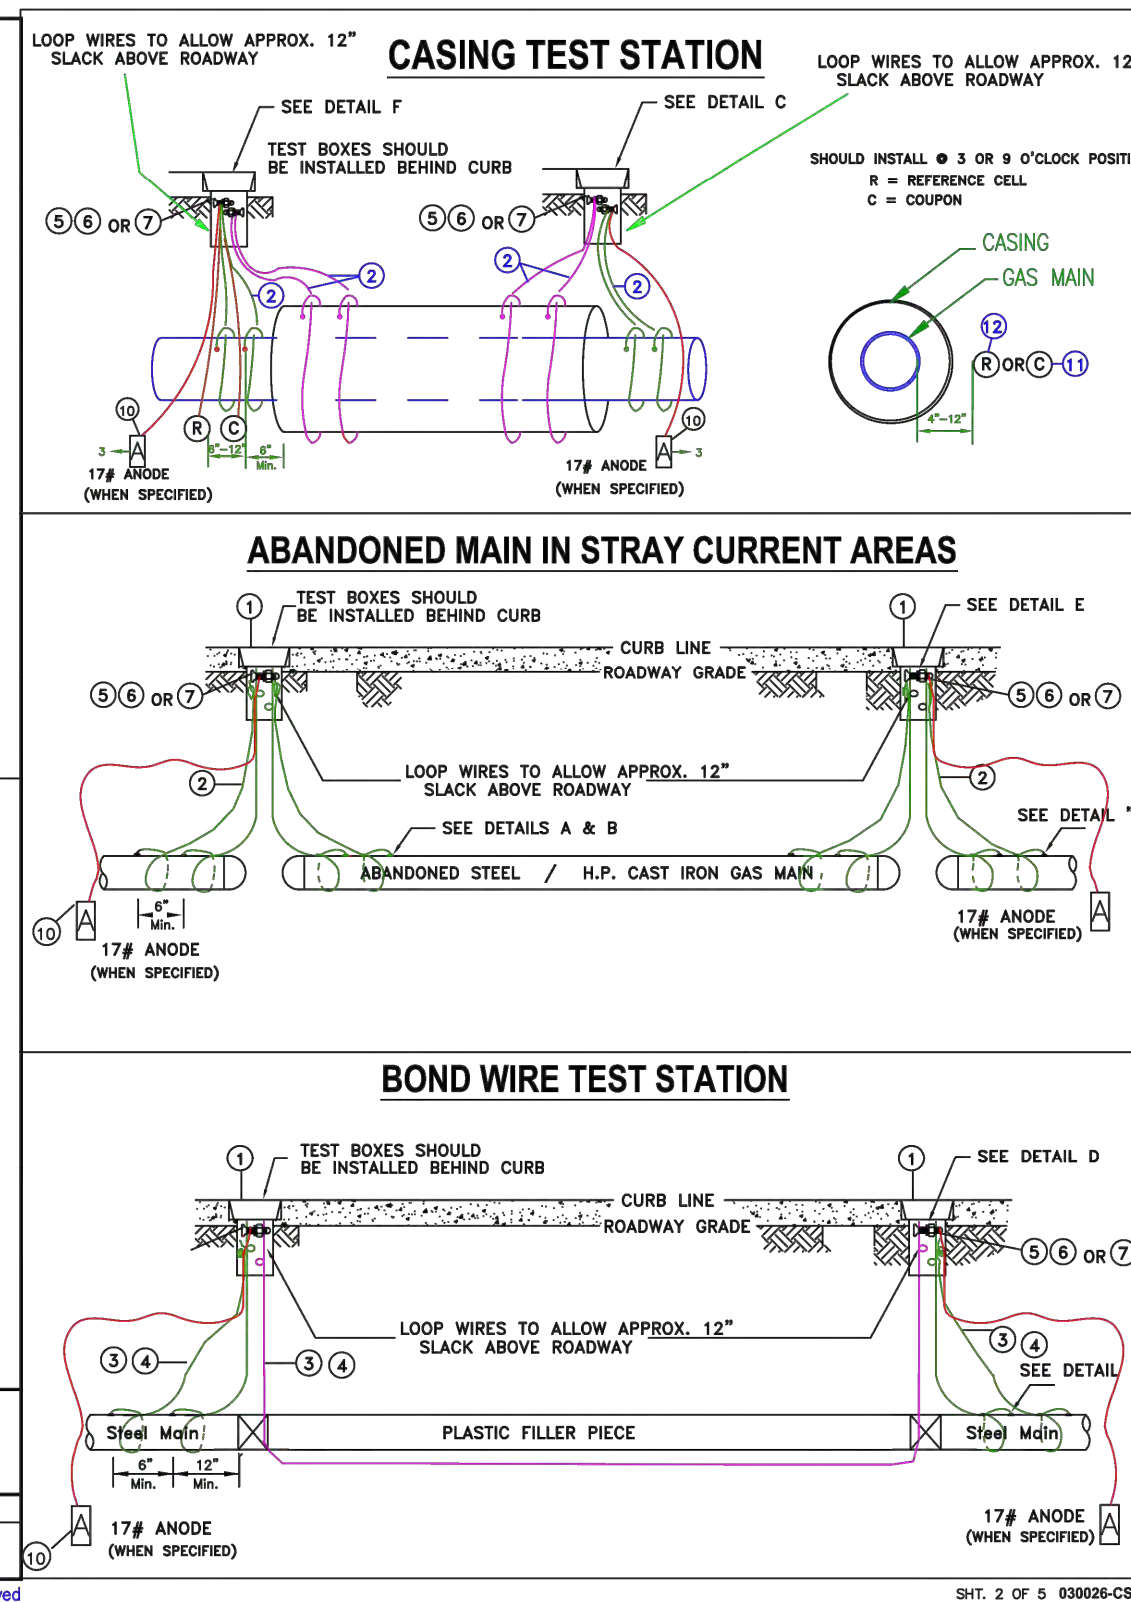 LOOP WIRES TO ALLOW APPROX. 12"
SLACK ABOVE ROADWAY
CASING TEST STATION
LOOP WIRES TO ALLOW APPROX. 12
SLACK ABOVE ROADWAY
SEE DETAIL F
SEE DETAIL C
TEST BOXES SHOULD
BE INSTALLED BEHIND CURB
SHOULD INSTALL @ 3 OR 9 O'CLOCK POSITI
R = REFERENCE CELL
C = COUPON
5 6 OR 7
5 6 OR 7
CASING
GAS MAIN
2
2
2
2
12
R OR C 11
4"-12"
10
R
C
10
3
A
6"-12"
6"
Min.
A
3
17# ANODE
(WHEN SPECIFIED)
17# ANODE
(WHEN SPECIFIED)
ABANDONED MAIN IN STRAY CURRENT AREAS
1
TEST BOXES SHOULD
BE INSTALLED BEHIND CURB
1
SEE DETAIL E
CURB LINE
ROADWAY GRADE
5 6 OR 7
5 6 OR 7
2
LOOP WIRES TO ALLOW APPROX. 12"
SLACK ABOVE ROADWAY
2
SEE DETAILS A & B
SEE DETAIL "
ABANDONED STEEL / H.P. CAST IRON GAS MAIN
10
A
6"
Min.
17# ANODE
(WHEN SPECIFIED)
17# ANODE
(WHEN SPECIFIED)
A
BOND WIRE TEST STATION
1
TEST BOXES SHOULD
BE INSTALLED BEHIND CURB
1
SEE DETAIL D
CURB LINE
ROADWAY GRADE
5 6 OR 7
LOOP WIRES TO ALLOW APPROX. 12"
SLACK ABOVE ROADWAY
3 4
3 4
3 4
SEE DETAIL
Steel Main
PLASTIC FILLER PIECE
Steel Main
6"
Min.
12"
Min.
10
A
17# ANODE
(WHEN SPECIFIED)
17# ANODE
(WHEN SPECIFIED)
A
ved
SHT. 2 OF 5 030026-CS